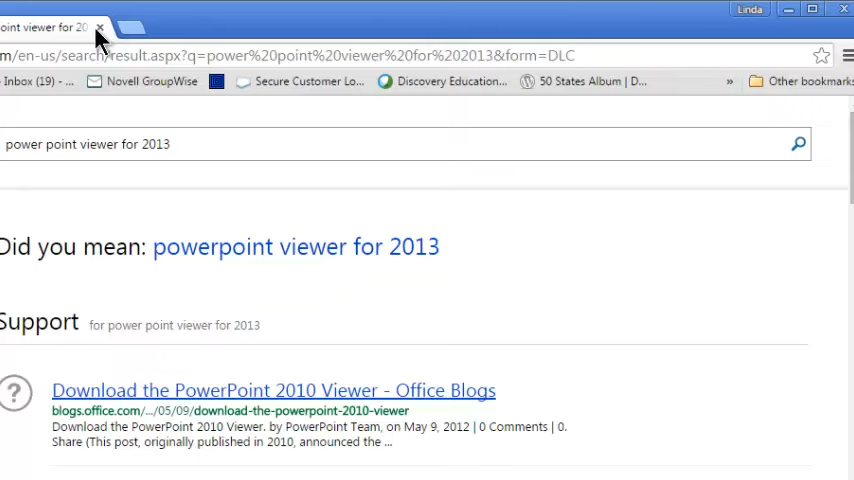 Linda
oint viewer for 20
m/en-us/search/result.aspx?q=power%20point%20viewer%20for%202013&form=DLC
Inbox (19) - ... Novell GroupWise Secure Customer Lo... Discovery Education... 50 States Album | D... » Other bookmarks
power point viewer for 2013
Did you mean: powerpoint viewer for 2013
Support for power point viewer for 2013
Download the PowerPoint 2010 Viewer - Office Blogs
blogs.office.com/.../05/09/download-the-powerpoint-2010-viewer
Download the PowerPoint 2010 Viewer. by PowerPoint Team, on May 9, 2012 | 0 Comments | 0.
Share (This post, originally published in 2010, announced the ...